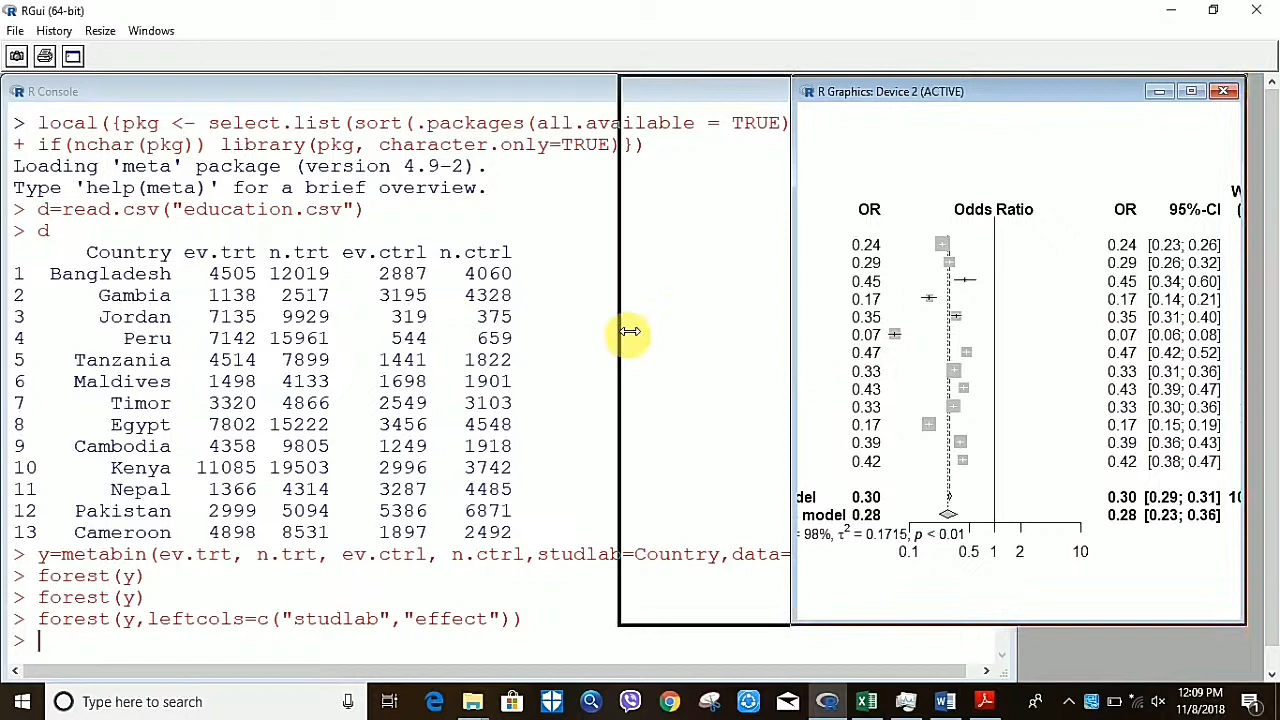 RGui (64-bit)
File History Resize Windows
R Console
> local({pkg <- select.list(sort(.packages(all.available = TRUE)
+ if(nchar(pkg)) library(pkg, character.only=TRUE)})
Loading 'meta' package (version 4.9-2).
Type 'help(meta)' for a brief overview.
> d=read.csv("education.csv")
> d
Country ev.trt n.trt ev.ctrl n.ctrl
1 Bangladesh 4505 12019 2887 4060
2 Gambia 1138 2517 3195 4328
3 Jordan 7135 9929 319 375
4 Peru 7142 15961 544 659
5 Tanzania 4514 7899 1441 1822
6 Maldives 1498 4133 1698 1901
7 Timor 3320 4866 2549 3103
8 Egypt 7802 15222 3456 4548
9 Cambodia 4358 9805 1249 1918
10 Kenya 11085 19503 2996 3742
11 Nepal 1366 4314 3287 4485
12 Pakistan 2999 5094 5386 6871
13 Cameroon 4898 8531 1897 2492
> y=metabin(ev.trt, n.trt, ev.ctrl, n.ctrl,studlab=Country,data=
> forest(y)
> forest(y)
> forest(y,leftcols=c("studlab","effect"))
>
R Graphics: Device 2 (ACTIVE)
OR Odds Ratio OR 95%-CI
0.24 0.24 [0.23; 0.26]
0.29 0.29 [0.26; 0.32]
0.45 0.45 [0.34; 0.60]
0.17 0.17 [0.14; 0.21]
0.35 0.35 [0.31; 0.40]
0.07 0.07 [0.06; 0.08]
0.47 0.47 [0.42; 0.52]
0.33 0.33 [0.31; 0.36]
0.43 0.43 [0.39; 0.47]
0.33 0.33 [0.30; 0.36]
0.17 0.17 [0.15; 0.19]
0.39 0.39 [0.36; 0.43]
0.42 0.42 [0.38; 0.47]
del 0.30 0.30 [0.29; 0.31] 10
model 0.28 0.28 [0.23; 0.36]
= 98%, τ² = 0.1715, p < 0.01
0.1 0.5 1 2 10
Type here to search
12:09 PM
11/8/2018